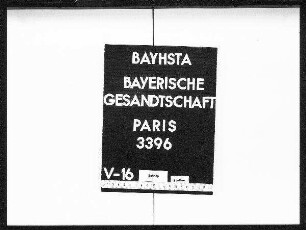 BAYHSTA
BAYERISCHE
GESANDTSCHAFT
PARIS
3396
V-16